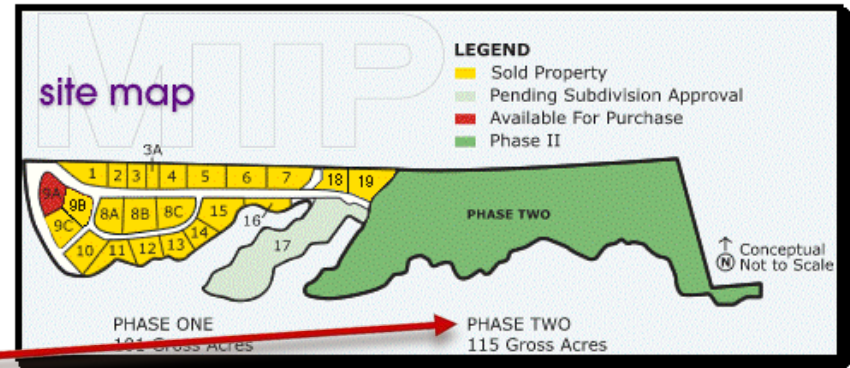 MTP
site map
LEGEND
Sold Property
Pending Subdivision Approval
Available For Purchase
Phase II
3A
1 2 3 4 5 6 7 18 19
9A 9B 9C 8A 8B 8C 15 16
10 11 12 13 14 17
PHASE TWO
N
Conceptual
Not to Scale
PHASE ONE
101 Gross Acres
PHASE TWO
115 Gross Acres